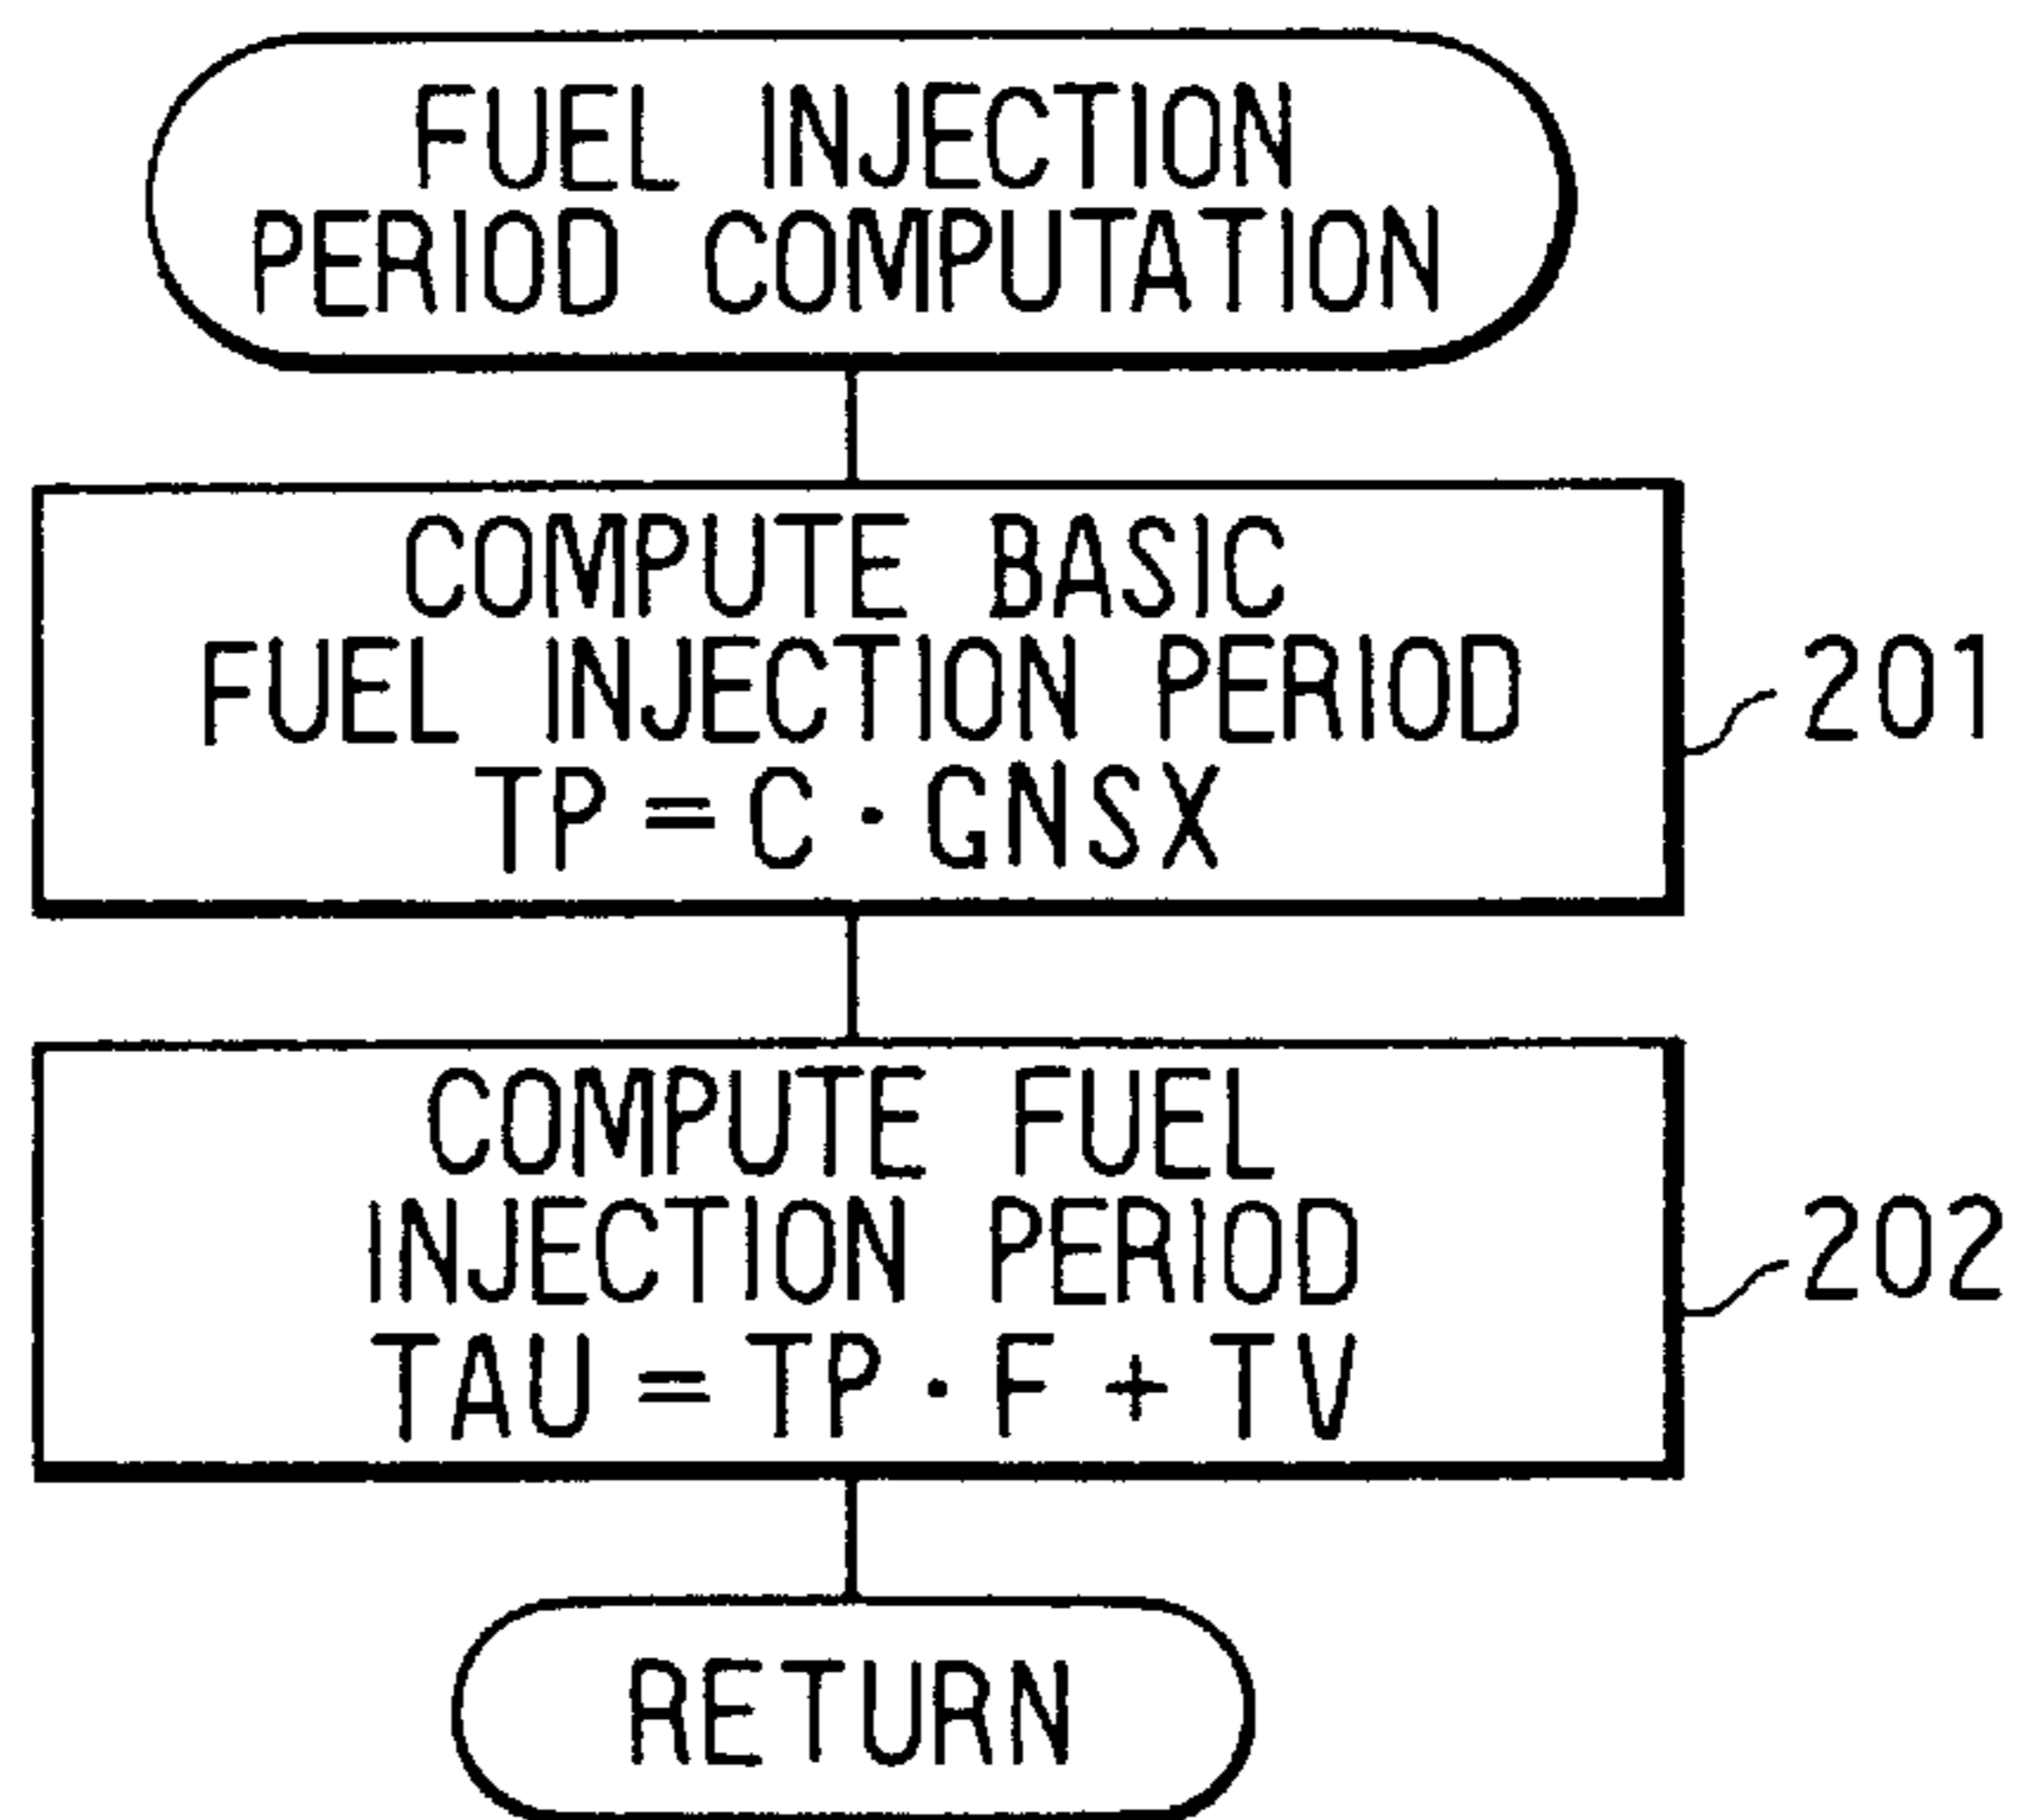 FUEL INJECTION
PERIOD COMPUTATION
COMPUTE BASIC
FUEL INJECTION PERIOD
TP = C · GNSX
201
COMPUTE FUEL
INJECTION PERIOD
TAU = TP · F + TV
202
RETURN